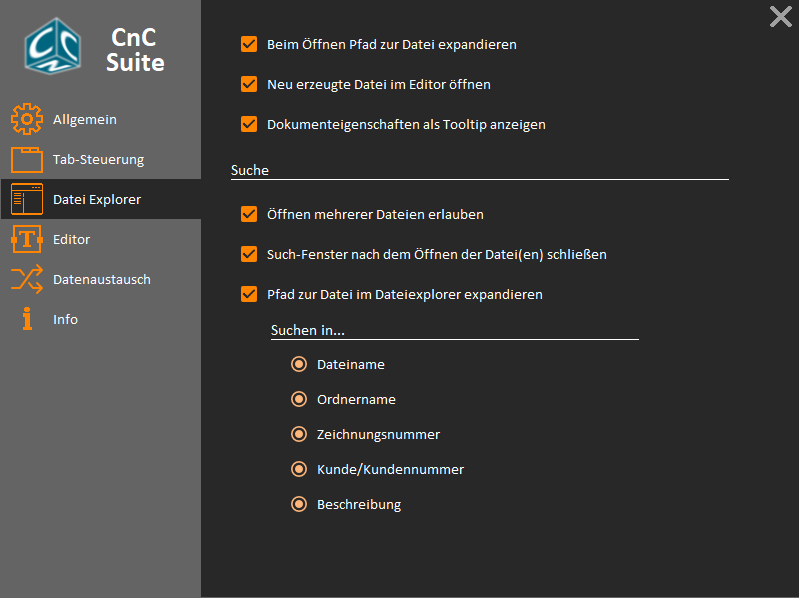 CnC
Suite
Allgemein
Tab-Steuerung
Datei Explorer
Editor
Datenaustausch
Info
Beim Öffnen Pfad zur Datei expandieren
Neu erzeugte Datei im Editor öffnen
Dokumenteigenschaften als Tooltip anzeigen
Suche
Öffnen mehrerer Dateien erlauben
Such-Fenster nach dem Öffnen der Datei(en) schließen
Pfad zur Datei im Dateiexplorer expandieren
Suchen in...
Dateiname
Ordnername
Zeichnungsnummer
Kunde/Kundennummer
Beschreibung